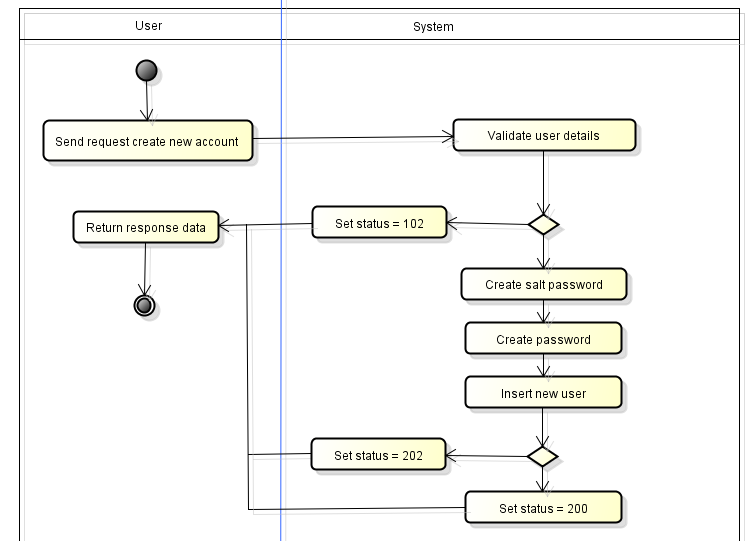 User
System
Send request create new account
Validate user details
Return response data
Set status = 102
Create salt password
Create password
Insert new user
Set status = 202
Set status = 200